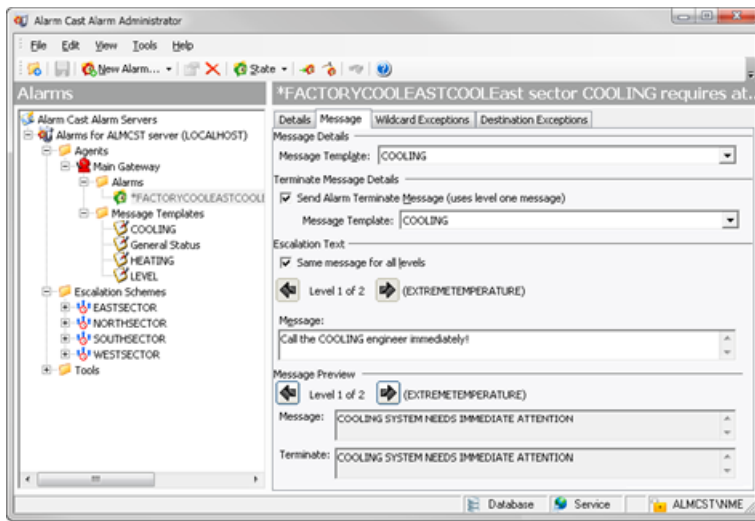 Alarm Cast Alarm Administrator
File Edit View Tools Help
New Alarm... State
Alarms
*FACTORYCOOLEASTCOOLEast sector COOLING requires at...
Alarm Cast Alarm Servers
Alarms for ALMCST server (LOCALHOST)
Agents
Main Gateway
Alarms
*FACTORYCOOLEASTCOOLE
Message Templates
COOLING
General Status
HEATING
LEVEL
Escalation Schemes
EASTSECTOR
NORTHSECTOR
SOUTHSECTOR
WESTSECTOR
Tools
Details Message Wildcard Exceptions Destination Exceptions
Message Details
Message Template: COOLING
Terminate Message Details
Send Alarm Terminate Message (uses level one message)
Message Template: COOLING
Escalation Text
Same message for all levels
Level 1 of 2 (EXTREMETEMPERATURE)
Message:
Call the COOLING engineer immediately!
Message Preview
Level 1 of 2 (EXTREMETEMPERATURE)
Message: COOLING SYSTEM NEEDS IMMEDIATE ATTENTION
Terminate: COOLING SYSTEM NEEDS IMMEDIATE ATTENTION
Database Service ALMCST\NME